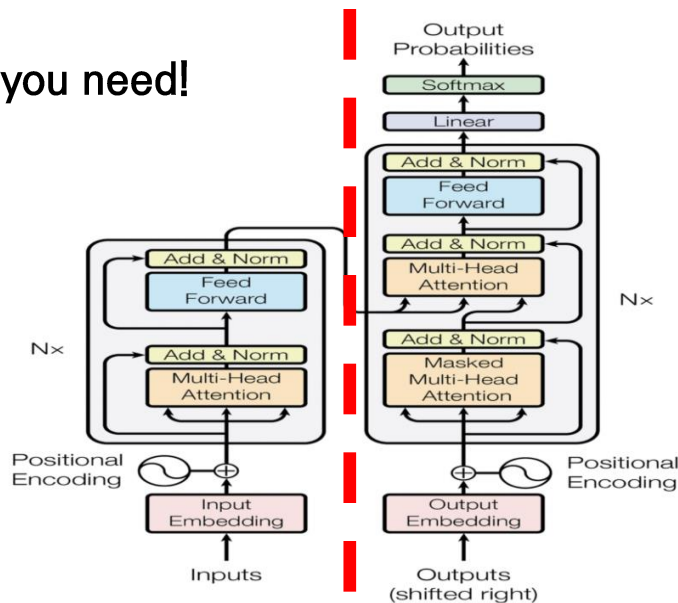 you need!
Output
Probabilities
Softmax
Linear
Add & Norm
Feed
Forward
Add & Norm
Multi-Head
Attention
Add & Norm
Masked
Multi-Head
Attention
Nx
Positional
Encoding
Output
Embedding
Outputs
(shifted right)
Add & Norm
Feed
Forward
Add & Norm
Multi-Head
Attention
Nx
Positional
Encoding
Input
Embedding
Inputs